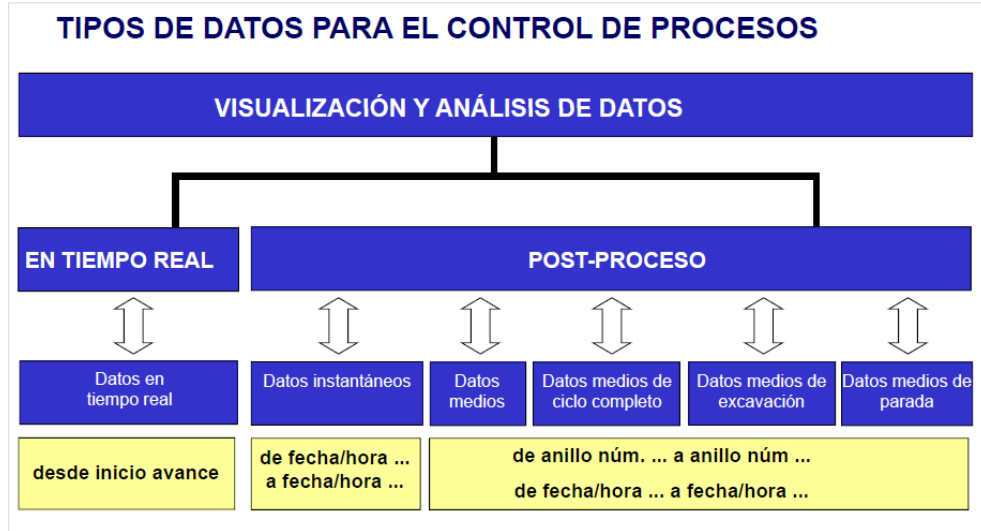 TIPOS DE DATOS PARA EL CONTROL DE PROCESOS
VISUALIZACIÓN Y ANÁLISIS DE DATOS
EN TIEMPO REAL
POST-PROCESO
Datos en
tiempo real
Datos instantáneos
Datos
medios
Datos medios de
ciclo completo
Datos medios de
excavación
Datos medios de
parada
desde inicio avance
de fecha/hora ...
a fecha/hora ...
de anillo núm. ... a anillo núm ...
de fecha/hora ... a fecha/hora ...